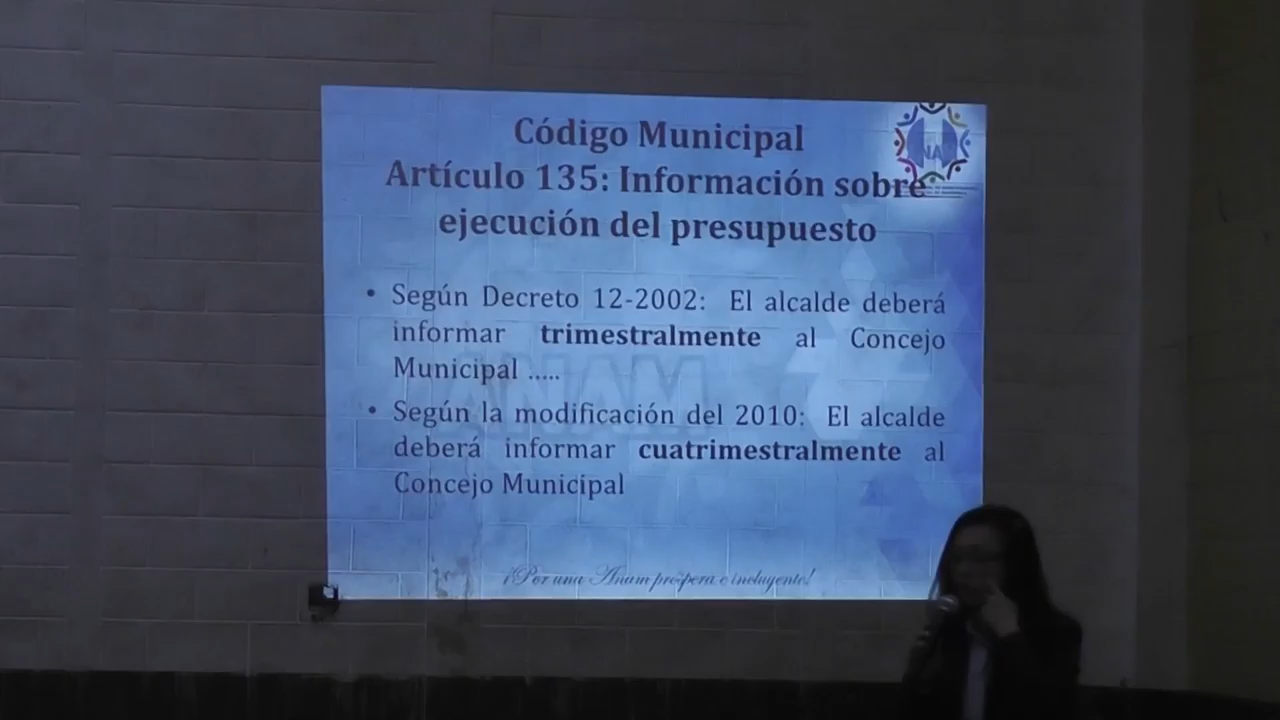 Código Municipal
Artículo 135: Información sobre
ejecución del presupuesto
• Según Decreto 12-2002: El alcalde deberá
informar trimestralmente al Concejo
Municipal .....
• Según la modificación del 2010: El alcalde
deberá informar cuatrimestralmente al
Concejo Municipal
ANAM
¡Por una Anam próspera e incluyente!